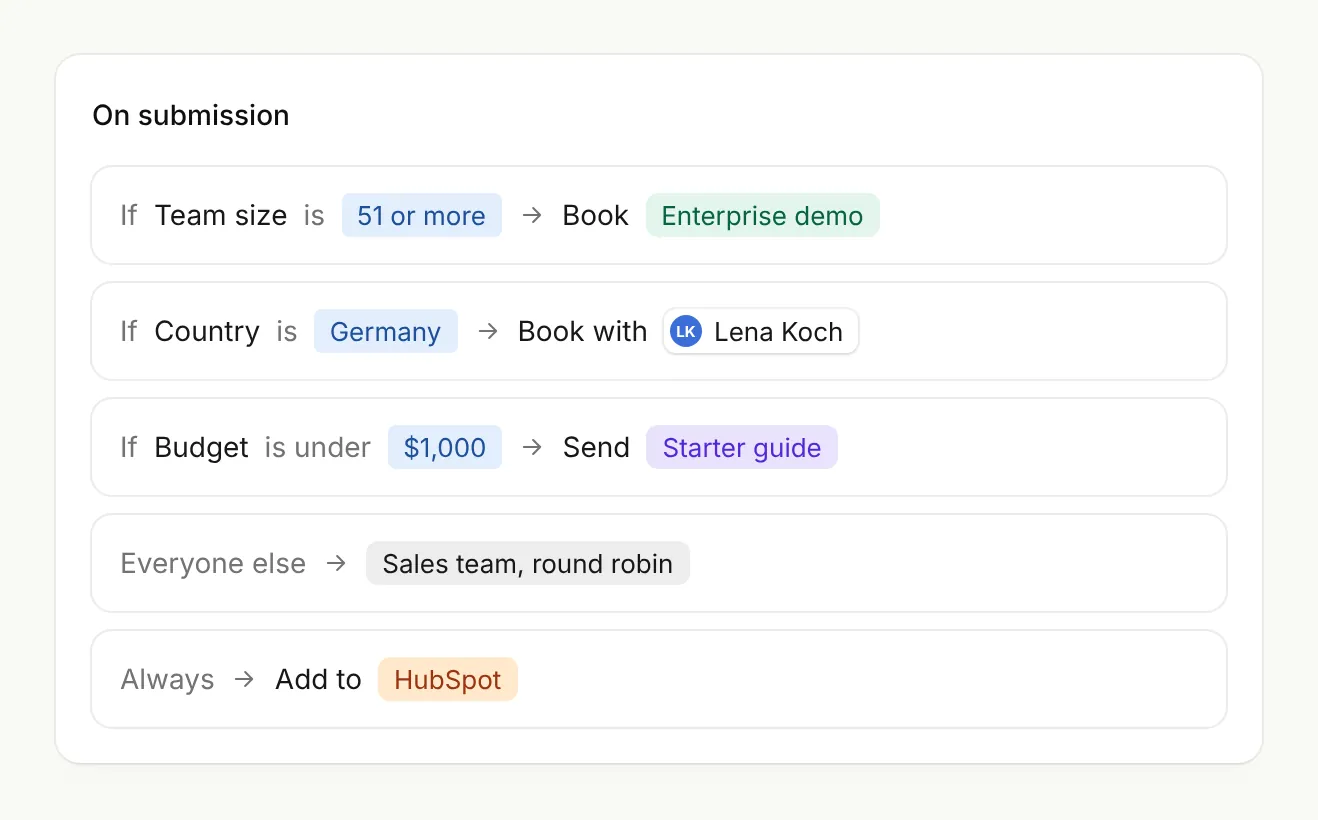 On submission
If Team size is 51 or more → Book Enterprise demo
If Country is Germany → Book with LK Lena Koch
If Budget is under $1,000 → Send Starter guide
Everyone else → Sales team, round robin
Always → Add to HubSpot